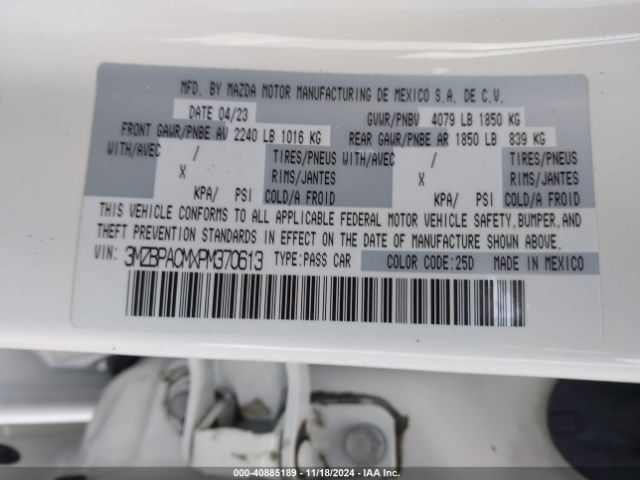 MFD. BY MAZDA MOTOR MANUFACTURING DE MEXICO S.A. DE C.V.
DATE 04/23 GVWR/PNBV 4079 LB 1850 KG
FRONT GAWR/PNBE AV 2240 LB 1016 KG REAR GAWR/PNBE AR 1850 LB 839 KG
WITH/AVEC / TIRES/PNEUS WITH/AVEC / TIRES/PNEUS
X RIMS/JANTES X RIMS/JANTES
KPA/ PSI COLD/A FROID KPA/ PSI COLD/A FROID
THIS VEHICLE CONFORMS TO ALL APPLICABLE FEDERAL MOTOR VEHICLE SAFETY, BUMPER, AND
THEFT PREVENTION STANDARDS IN EFFECT ON THE DATE OF MANUFACTURE SHOWN ABOVE.
VIN: 3MZBPACMXPM370613 TYPE:PASS CAR COLOR CODE:25D MADE IN MEXICO
000-40885189 - 11/18/2024 - IAA Inc.